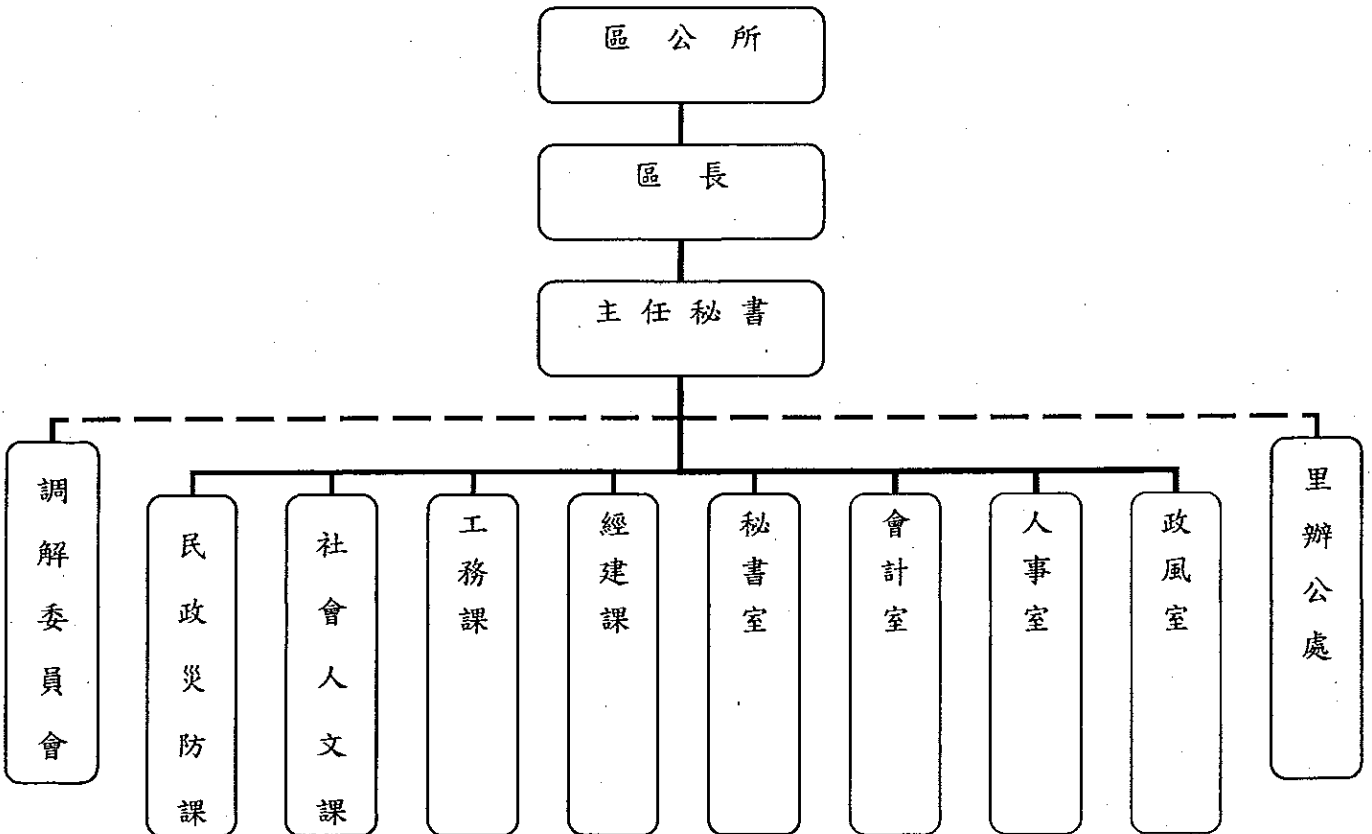 區公所
區長
主任秘書
調解委員會
民政災防課
社會人文課
工務課
經建課
秘書室
會計室
人事室
政風室
里辦公處